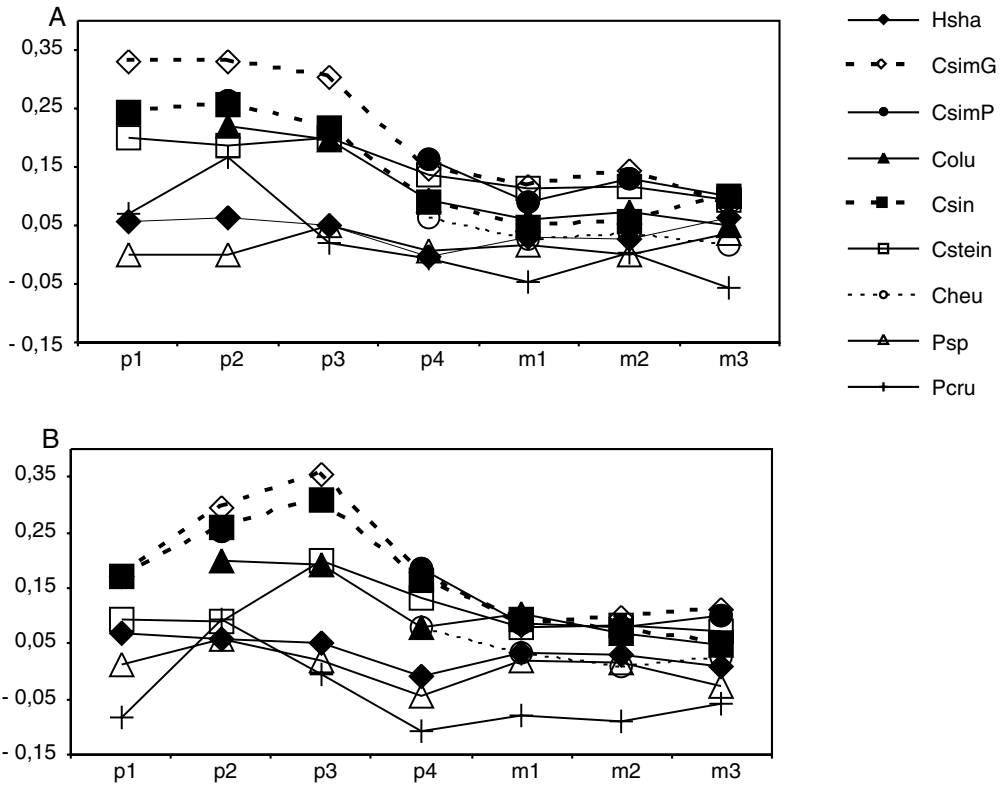 A
0,35
0,25
0,15
0,05
- 0,05
- 0,15
p1 p2 p3 p4 m1 m2 m3
Hsha
CsimG
CsimP
Colu
Csin
Cstein
Cheu
Psp
Pcru
B
0,35
0,25
0,15
0,05
- 0,05
- 0,15
p1 p2 p3 p4 m1 m2 m3